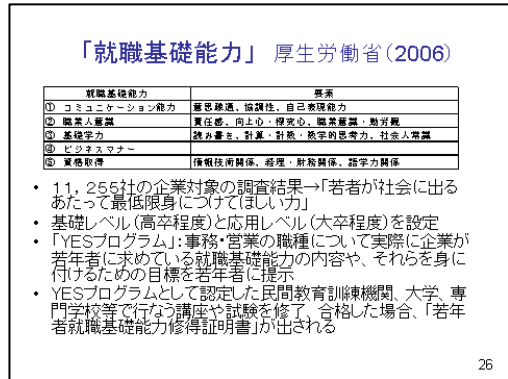 「就職基礎能力」 厚生労働省(2006)
就職基礎能力 要素
① コミュニケーション能力 意思疎通、協調性、自己表現能力
② 職業人意識 責任感、向上心・探究心、職業意識・勤労観
③ 基礎学力 読み書き、計算・計数・数学的思考力、社会人常識
④ ビジネスマナー
⑤ 資格取得 情報技術関係、経理・財務関係、語学力関係
• 11,255社の企業対象の調査結果→「若者が社会に出る
あたって最低限身につけてほしい力」
• 基礎レベル(高卒程度)と応用レベル(大卒程度)を設定
• 「YESプログラム」:事務・営業の職種について実際に企業が
若年者に求めている就職基礎能力の内容や、それらを身に
付けるための目標を若年者に提示
• YESプログラムとして認定した民間教育訓練機関、大学、専
門学校等で行なう講座や試験を修了、合格した場合、「若年
者就職基礎能力修得証明書」が出される
26